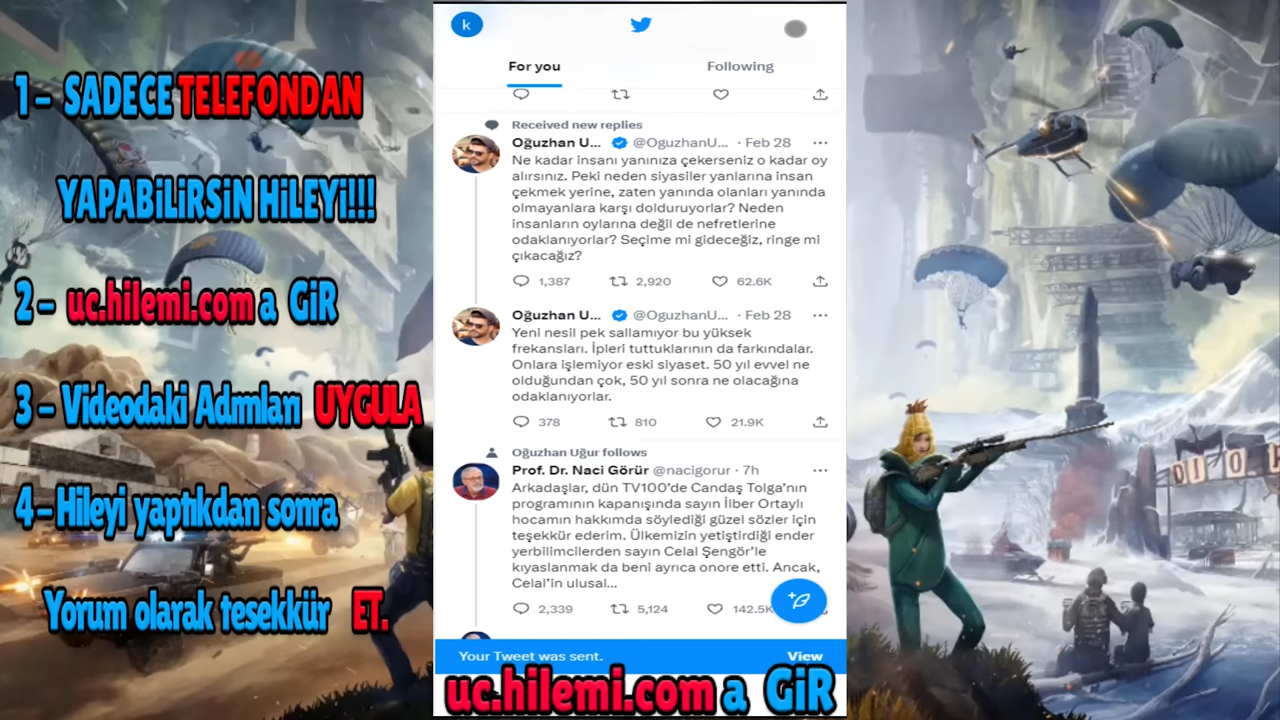 1 - SADECE TELEFONDAN
YAPABiLiRSiN HiLEYi!!!
2 - uc.hilemi.com a GiR
3 - Videodaki Adımları UYGULA
4 - Hileyi yaptıkdan sonra
Yorum olarak tesekkür ET.
k
For you Following
Received new replies
Oğuzhan U... @OguzhanU... · Feb 28 ...
Ne kadar insanı yanınıza çekerseniz o kadar oy
alırsınız. Peki neden siyasiler yanlarına insan
çekmek yerine, zaten yanında olanları yanında
olmayanlara karşı dolduruyorlar? Neden
insanların oylarına değil de nefretlerine
odaklanıyorlar? Seçime mi gideceğiz, ringe mi
çıkacağız?
1,387 2,920 62.6K
Oğuzhan U... @OguzhanU... · Feb 28 ...
Yeni nesil pek sallamıyor bu yüksek
frekansları. İpleri tuttuklarının da farkındalar.
Onlara işlemiyor eski siyaset. 50 yıl evvel ne
olduğundan çok, 50 yıl sonra ne olacağına
odaklanıyorlar.
378 810 21.9K
Oğuzhan Uğur follows
Prof. Dr. Naci Görür @nacigorur · 7h ...
Arkadaşlar, dün TV100'de Candaş Tolga'nın
programının kapanışında sayın İlber Ortaylı
hocamın hakkımda söylediği güzel sözler için
teşekkür ederim. Ülkemizin yetiştirdiği ender
yerbilimcilerden sayın Celal Şengör'le
kıyaslanmak da beni ayrıca onore etti. Ancak,
Celal'in ulusal...
2,339 5,124 142.5K
Your Tweet was sent. View
uc.hilemi.com a GiR